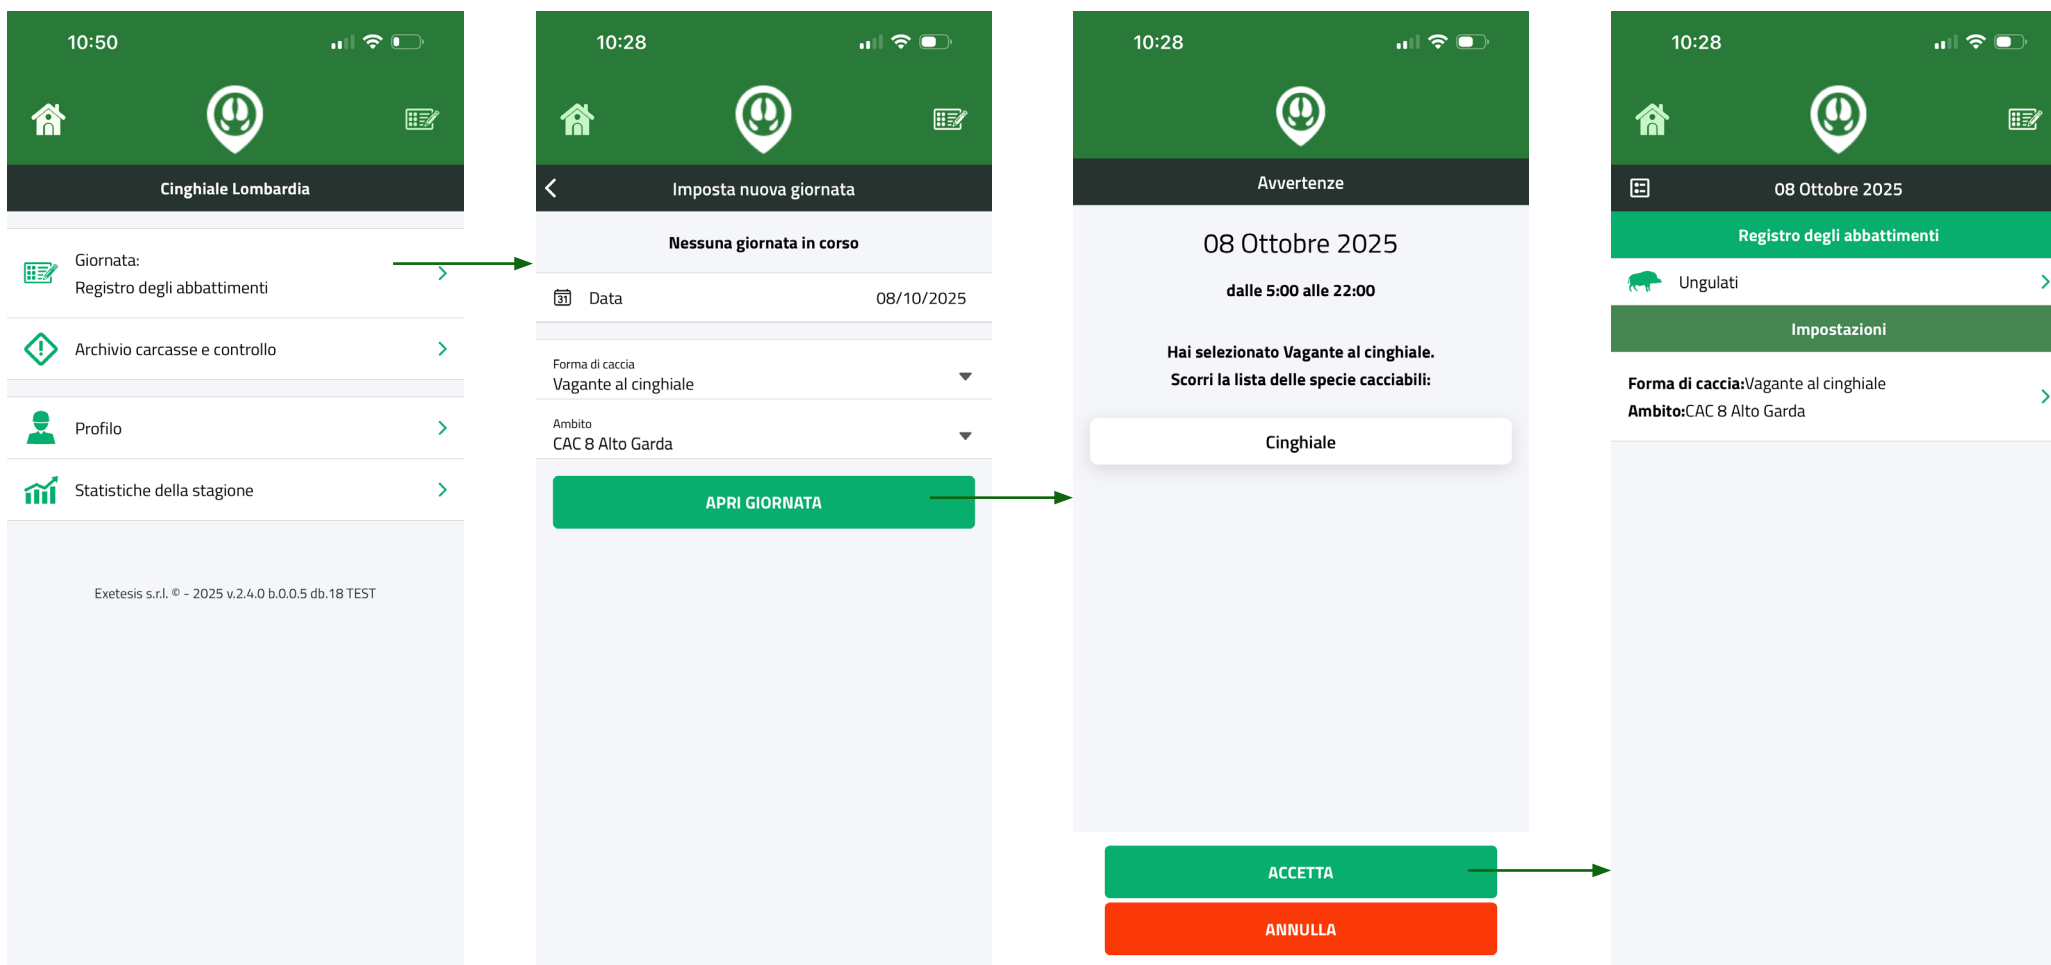 10:50
Cinghiale Lombardia
Giornata:
Registro degli abbattimenti
Archivio carcasse e controllo
Profilo
Statistiche della stagione
Exetesis s.r.l. © - 2025 v.2.4.0 b.0.0.5 db.18 TEST
10:28
Imposta nuova giornata
Nessuna giornata in corso
31 Data 08/10/2025
Forma di caccia
Vagante al cinghiale
Ambito
CAC 8 Alto Garda
APRI GIORNATA
10:28
Avvertenze
08 Ottobre 2025
dalle 5:00 alle 22:00
Hai selezionato Vagante al cinghiale.
Scorri la lista delle specie cacciabili:
Cinghiale
ACCETTA
ANNULLA
10:28
08 Ottobre 2025
Registro degli abbattimenti
Ungulati
Impostazioni
Forma di caccia:Vagante al cinghiale
Ambito:CAC 8 Alto Garda